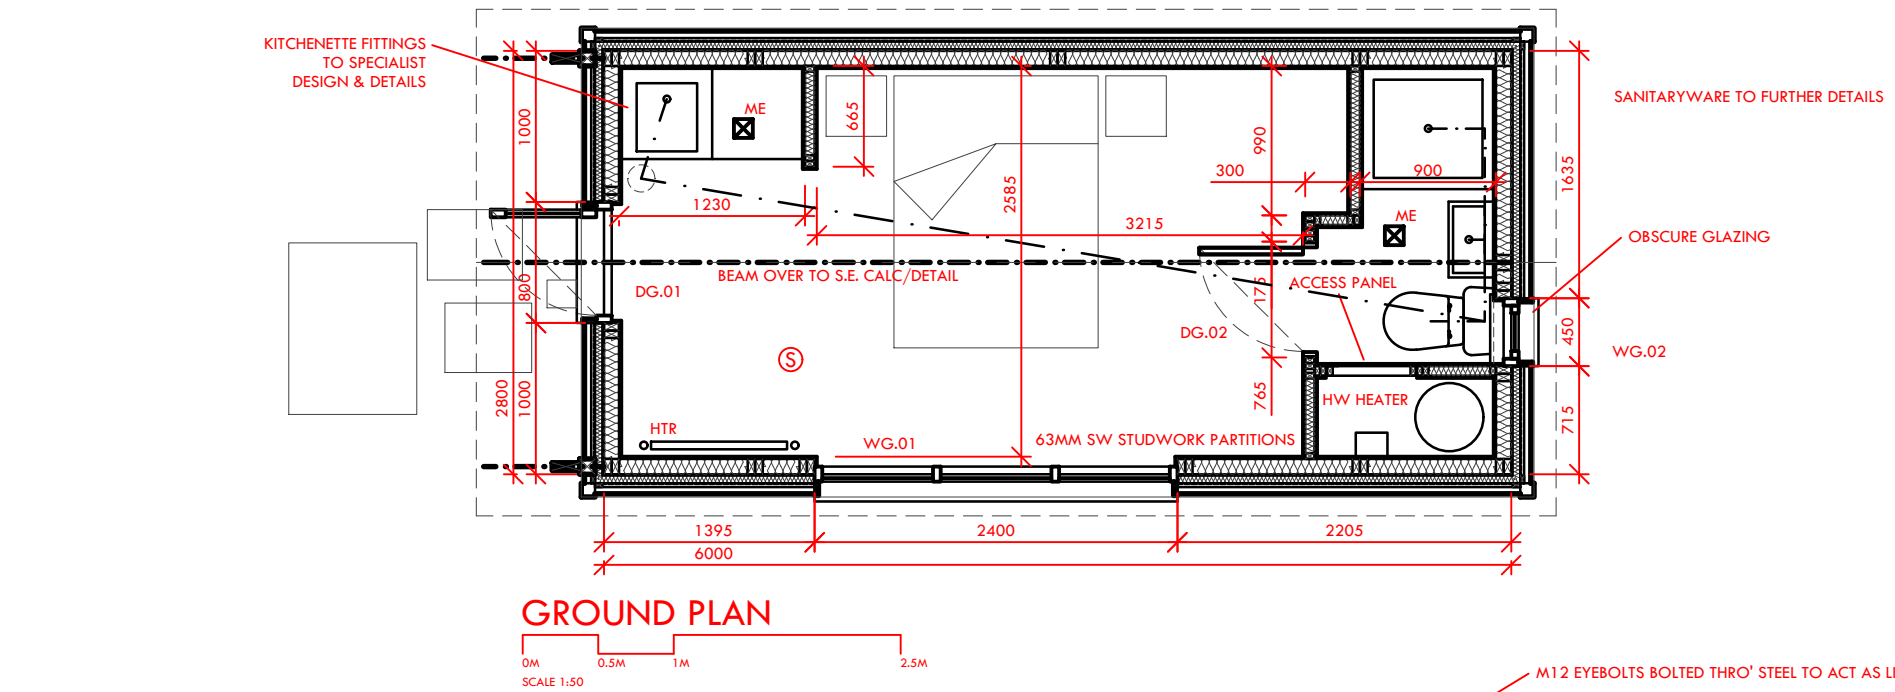 KITCHENETTE FITTINGS
TO SPECIALIST
DESIGN & DETAILS
ME
665
990
1000
1635
SANITARYWARE TO FURTHER DETAILS
300
900
2585
1230
3215
ME
OBSCURE GLAZING
BEAM OVER TO S.E. CALC/DETAIL
ACCESS PANEL
800
DG.01
175
DG.02
450
WG.02
S
2800
1000
765
HW HEATER
715
HTR
WG.01
63MM SW STUDWORK PARTITIONS
1395
2400
2205
6000
GROUND PLAN
0M
0.5M
1M
2.5M
SCALE 1:50
M12 EYEBOLTS BOLTED THRO' STEEL TO ACT AS LI